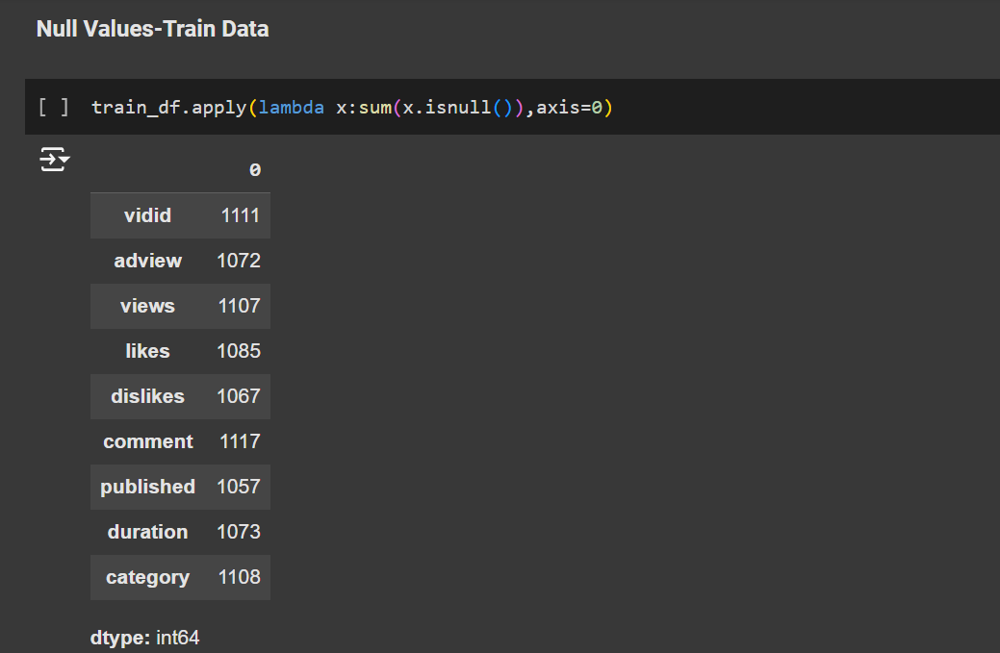 Null Values-Train Data
[ ] train_df.apply(lambda x:sum(x.isnull()),axis=0)
0
vidid 1111
adview 1072
views 1107
likes 1085
dislikes 1067
comment 1117
published 1057
duration 1073
category 1108
dtype: int64